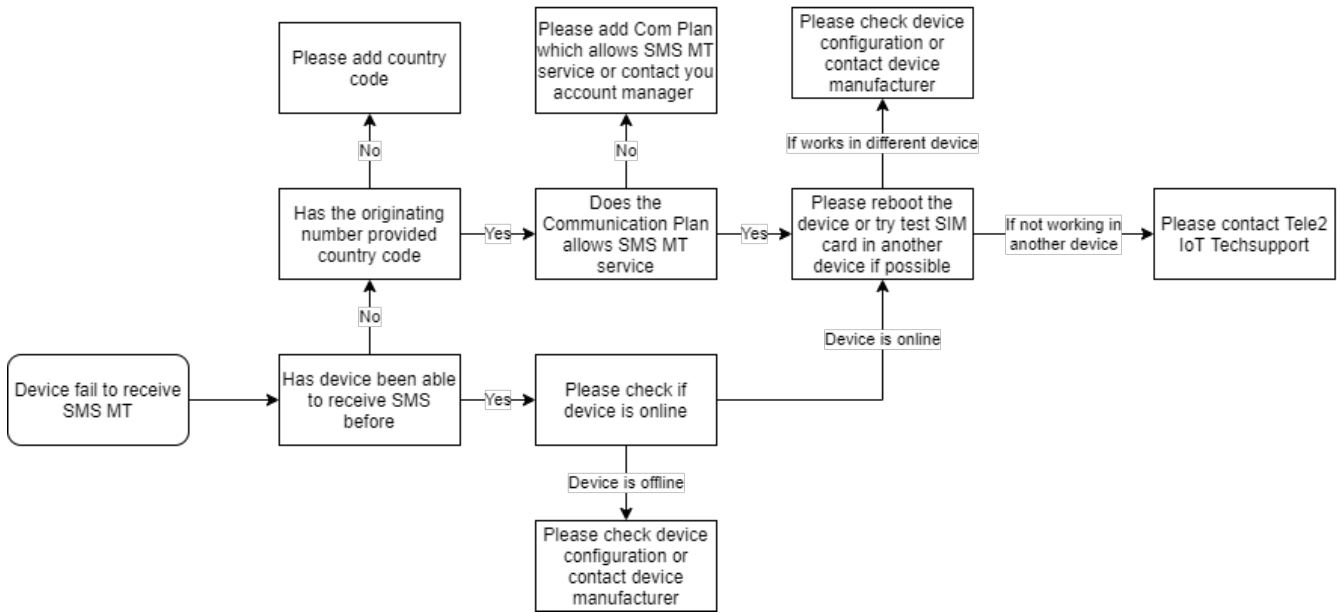 Please add country
code
Please add Com Plan
which allows SMS MT
service or contact you
account manager
Please check device
configuration or
contact device
manufacturer
No
No
If works in different device
Has the originating
number provided
country code
Yes
Does the
Communication Plan
allows SMS MT
service
Yes
Please reboot the
device or try test SIM
card in another
device if possible
If not working in
another device
Please contact Tele2
IoT Techsupport
No
Device is online
Device fail to receive
SMS MT
Has device been able
to receive SMS
before
Yes
Please check if
device is online
Device is offline
Please check device
configuration or
contact device
manufacturer